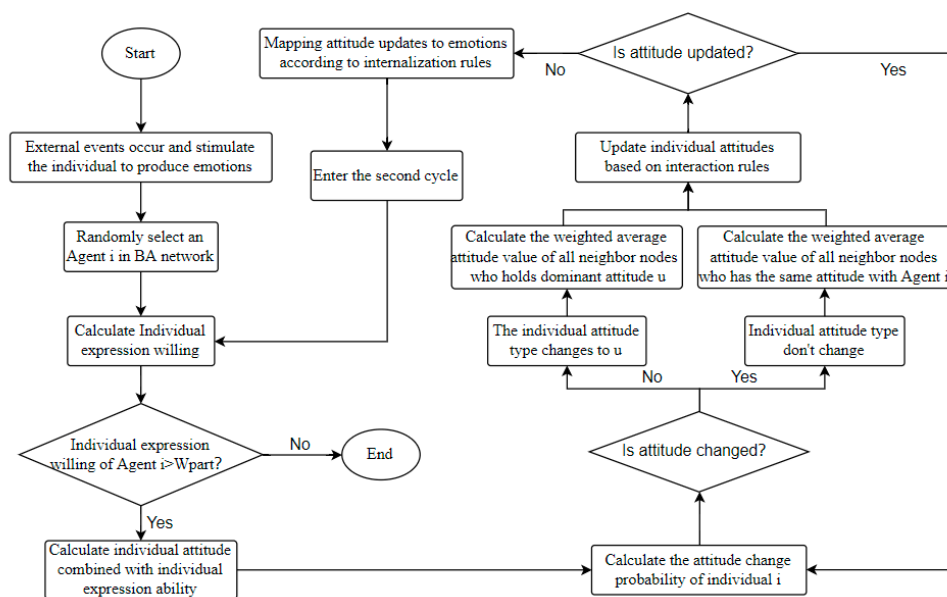 Start
External events occur and stimulate
the individual to produce emotions
Randomly select an
Agent i in BA network
Calculate Individual
expression willing
Individual expression
willing of Agent i>Wpart?
No
End
Yes
Calculate individual attitude
combined with individual
expression ability
Calculate the attitude change
probability of individual i
Is attitude changed?
No
Yes
The individual attitude
type changes to u
Individual attitude type
don't change
Calculate the weighted average
attitude value of all neighbor nodes
who holds dominant attitude u
Calculate the weighted average
attitude value of all neighbor nodes
who has the same attitude with Agent i
Update individual attitudes
based on interaction rules
Is attitude updated?
No
Yes
Mapping attitude updates to emotions
according to internalization rules
Enter the second cycle